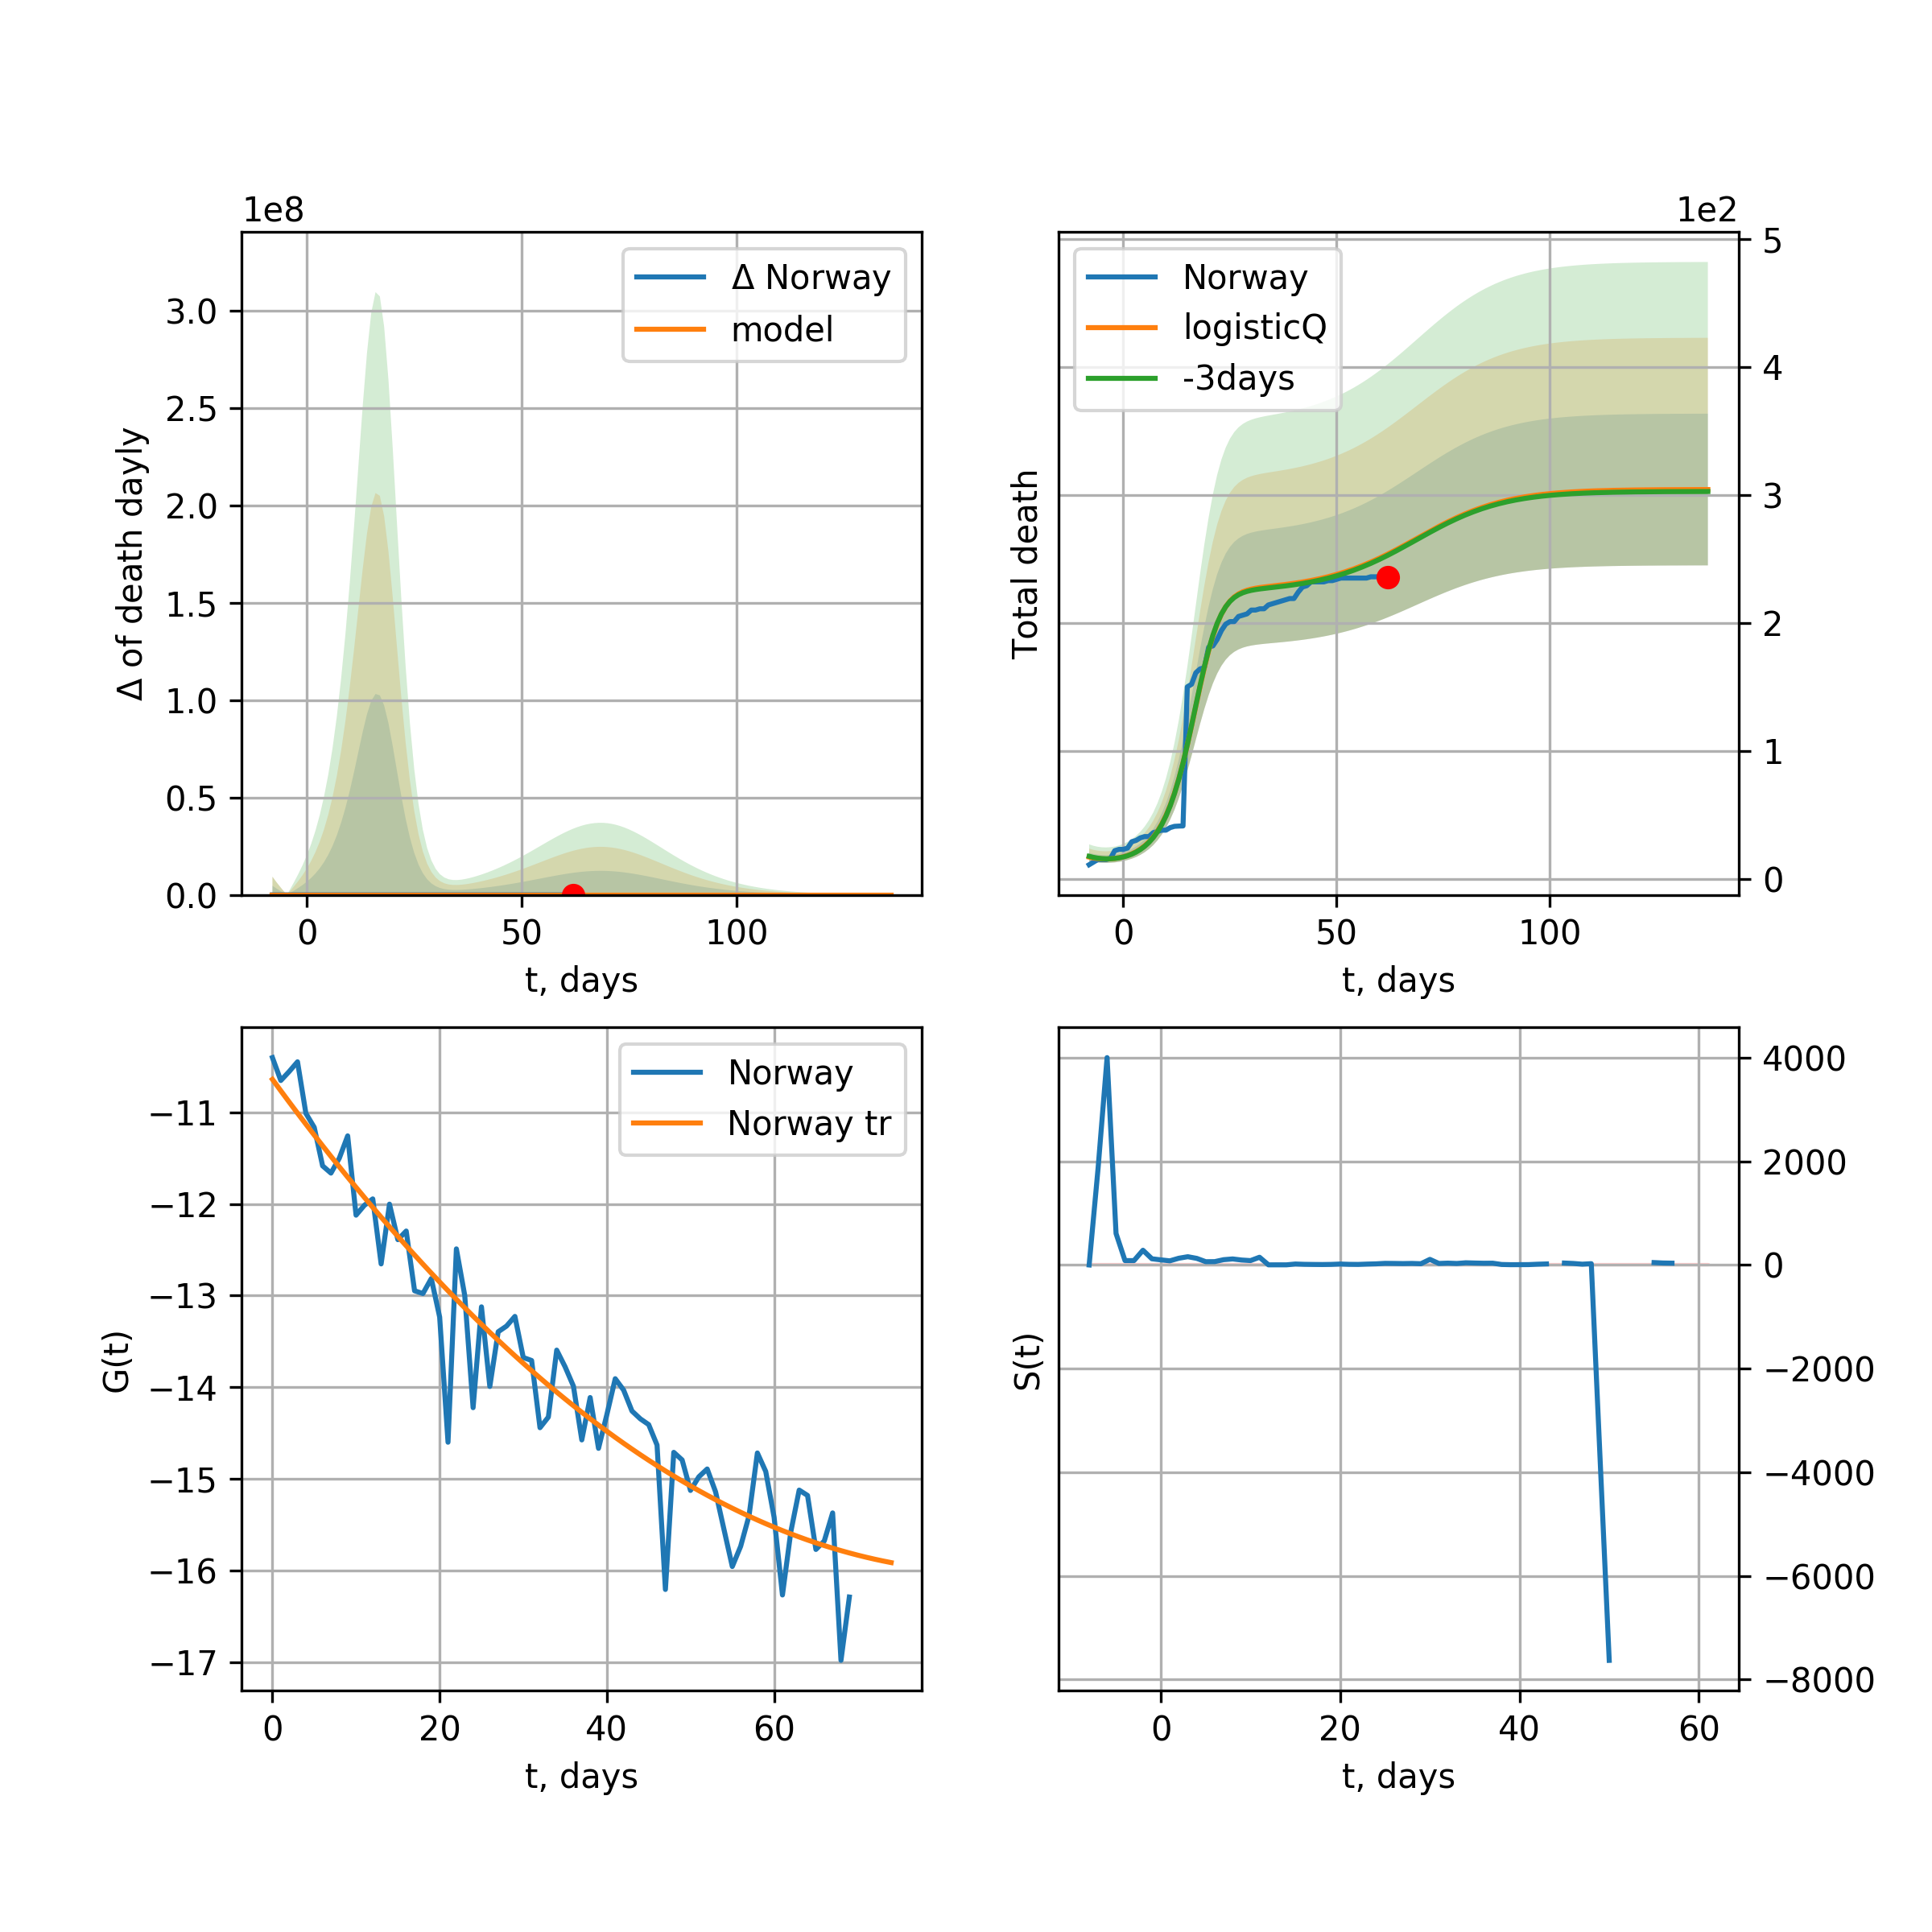 1e8
Δ Norway
model
3.0
2.5
2.0
1.5
1.0
0.5
0.0
Δ of death dayly
0
50
100
t, days
1e2
Norway
logisticQ
-3days
5
4
3
2
1
0
Total death
0
50
100
t, days
Norway
Norway tr
−11
−12
−13
−14
−15
−16
−17
G(t)
0
20
40
60
t, days
4000
2000
0
−2000
−4000
−6000
−8000
S(t)
0
20
40
60
t, days